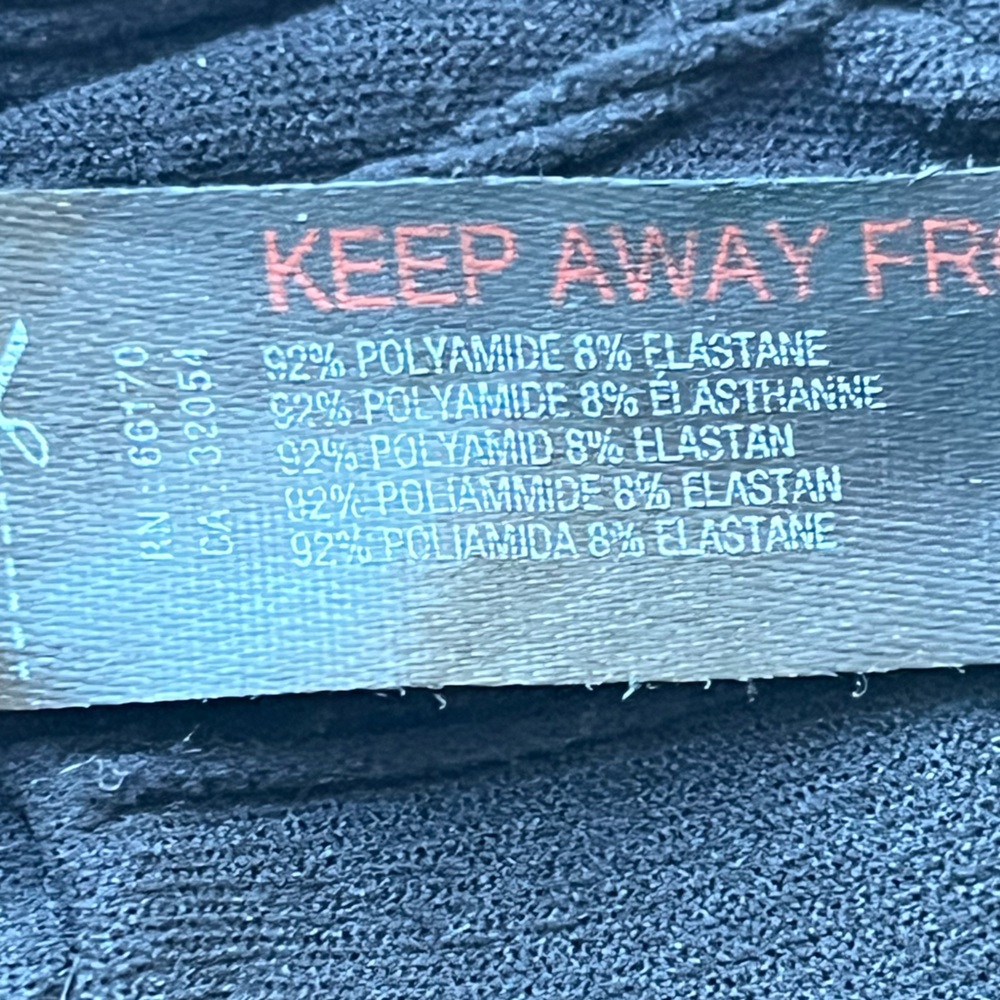 KEEP AWAY FR
92% POLYAMIDE 8% ELASTANE
92% POLYAMIDE 8% ÉLASTHANNE
92% POLYAMID 8% ELASTAN
92% POLIAMMIDE 8% ELASTAN
92% POLIAMIDA 8% ELASTANE
RN: 66170
CA: 32051